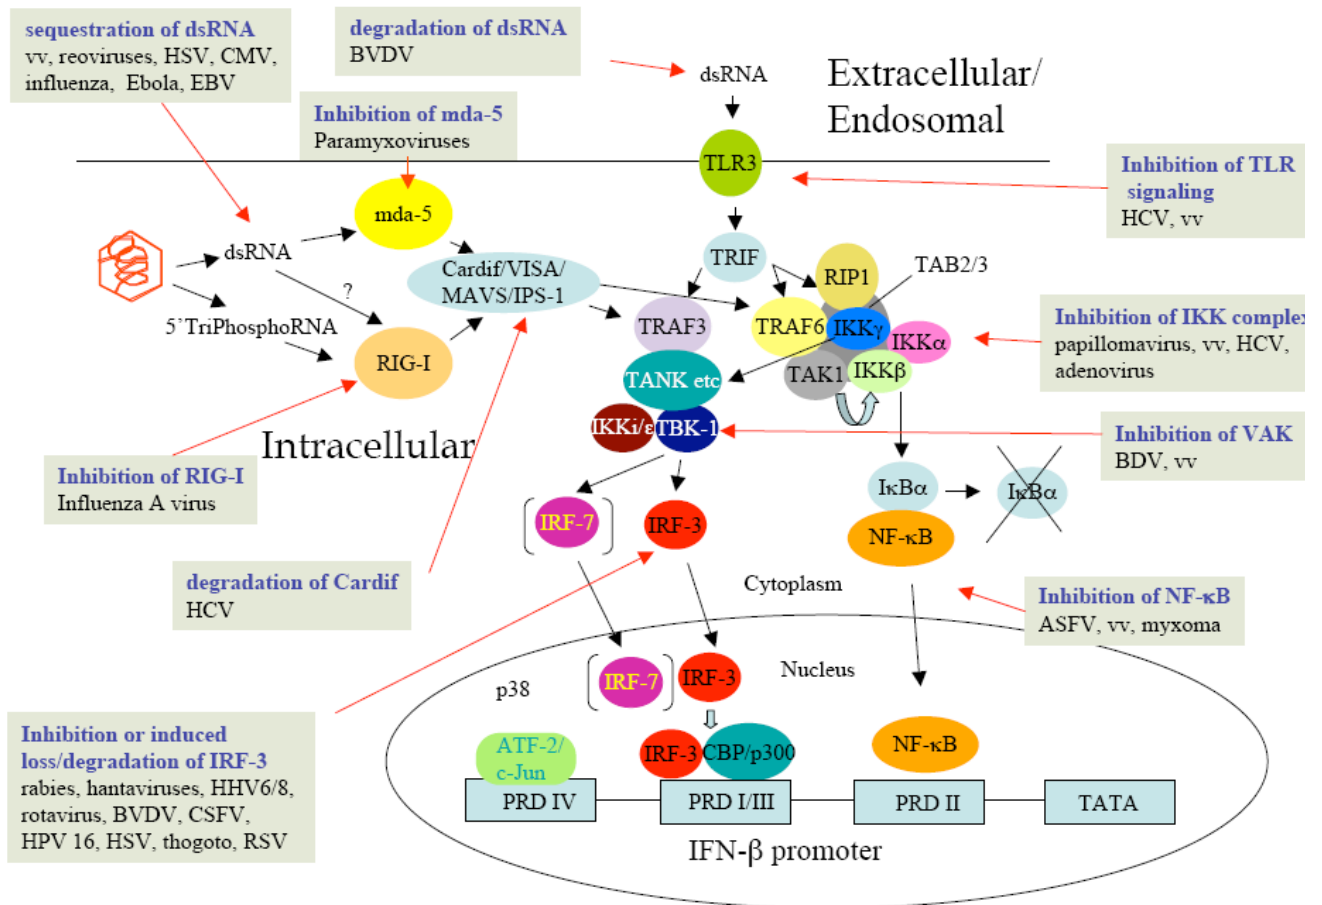 sequestration of dsRNA
vv, reoviruses, HSV, CMV,
influenza, Ebola, EBV
degradation of dsRNA
BVDV
dsRNA
Extracellular/
Endosomal
Inhibition of mda-5
Paramyxoviruses
TLR3
Inhibition of TLR
signaling
HCV, vv
mda-5
dsRNA
Cardif/VISA/
MAVS/IPS-1
TRIF
RIP1
TAB2/3
?
5’TriPhosphoRNA
TRAF3
TRAF6
IKKγ
IKKα
Inhibition of IKK complex
papillomavirus, vv, HCV,
adenovirus
RIG-I
TANK etc
TAK1
IKKβ
IKKi/ε
TBK-1
Intracellular
Inhibition of VAK
BDV, vv
Inhibition of RIG-I
Influenza A virus
IκBα
IκBα
IRF-7
IRF-3
NF-κB
degradation of Cardif
HCV
Cytoplasm
Inhibition of NF-κB
ASFV, vv, myxoma
Nucleus
p38
IRF-7
IRF-3
Inhibition or induced
loss/degradation of IRF-3
rabies, hantaviruses, HHV6/8,
rotavirus, BVDV, CSFV,
HPV 16, HSV, thogoto, RSV
ATF-2/
c-Jun
IRF-3
CBP/p300
NF-κB
PRD IV
PRD I/III
PRD II
TATA
IFN-β promoter